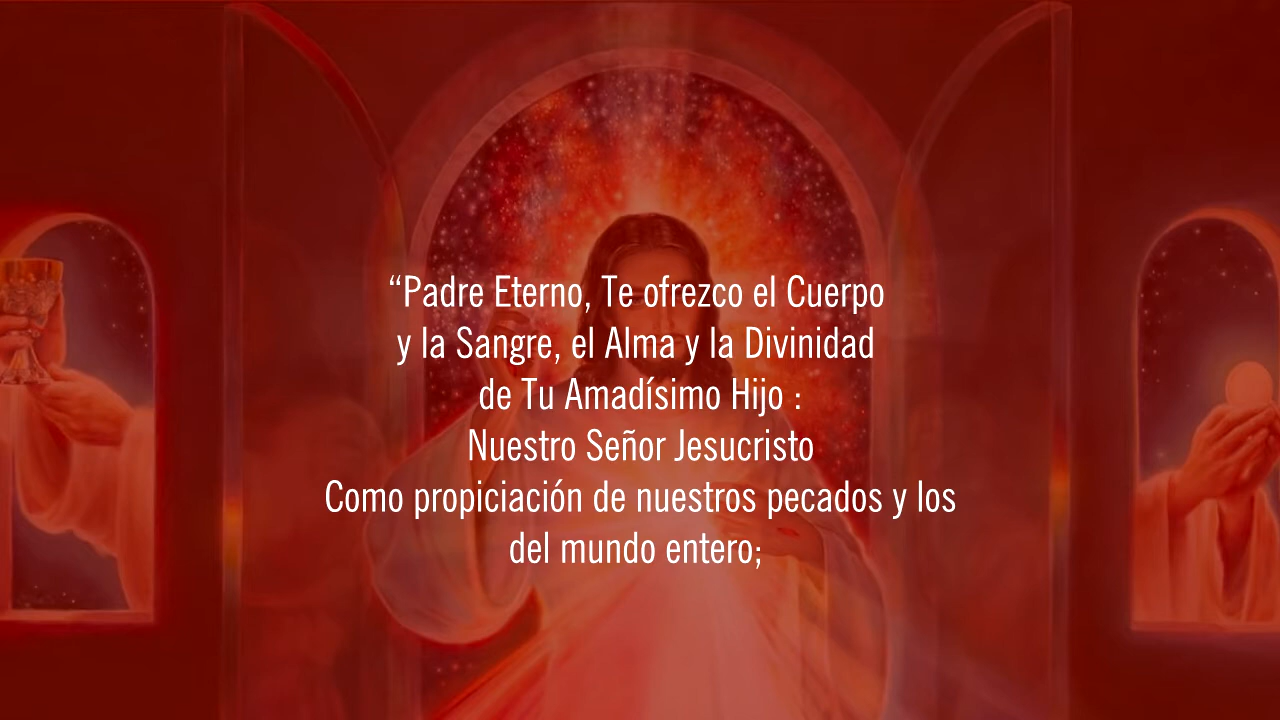 “Padre Eterno, Te ofrezco el Cuerpo
y la Sangre, el Alma y la Divinidad
de Tu Amadísimo Hijo :
Nuestro Señor Jesucristo
Como propiciación de nuestros pecados y los
del mundo entero;